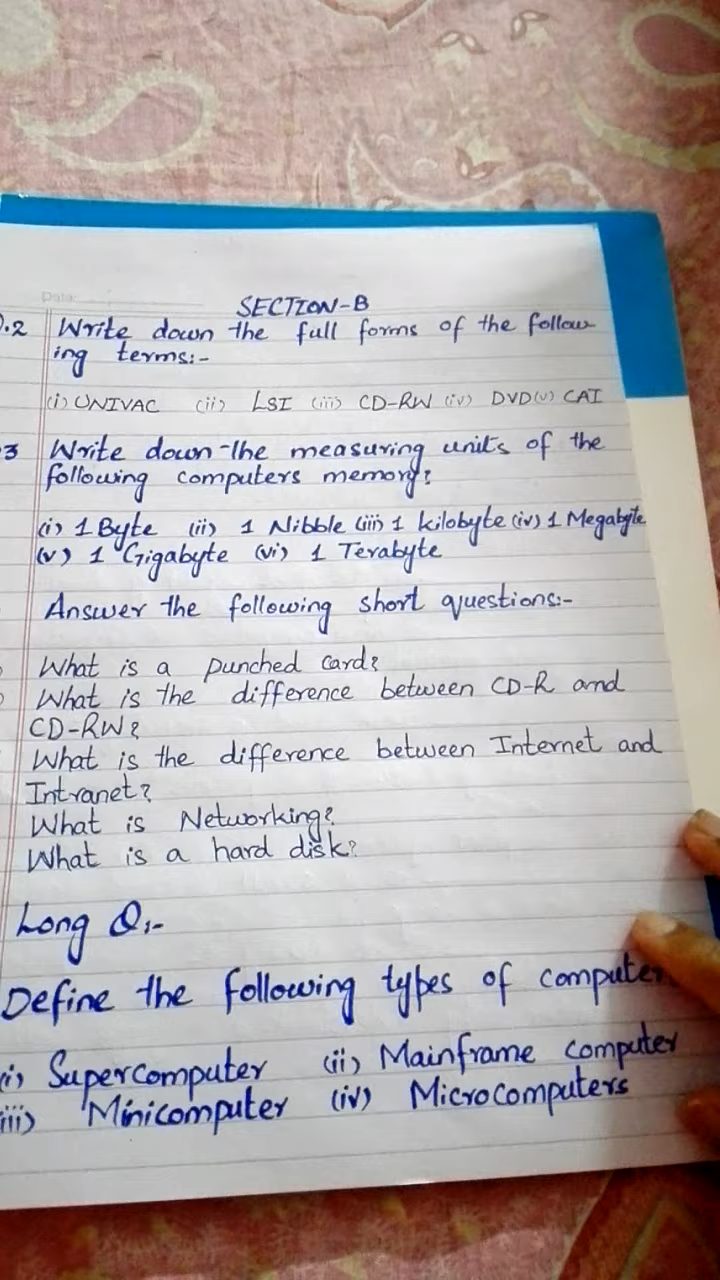 Date:
SECTION-B
.2 Write down the full forms of the follow
ing terms:-
(i) UNIVAC (ii) LSI (iii) CD-RW (iv) DVD (v) CAI
3 Write down the measuring units of the
following computers memory?
(i) 1 Byte (ii) 1 Nibble (iii) 1 kilobyte (iv) 1 Megabyte
(v) 1 Gigabyte (vi) 1 Terabyte
Answer the following short questions:-
What is a punched card?
What is the difference between CD-R and
CD-RW?
What is the difference between Internet and
Intranet?
What is Networking?
What is a hard disk?
Long Q:-
Define the following types of computer
(i) Supercomputer (ii) Mainframe computer
iii) Minicomputer (iv) Microcomputers